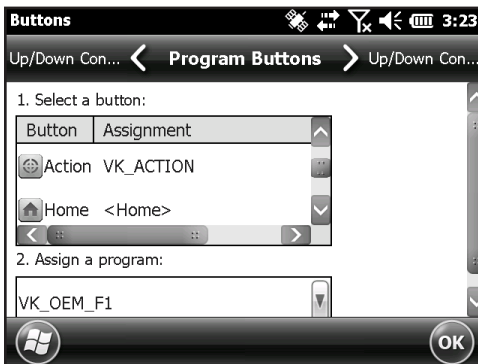 Buttons 3:23
Up/Down Con... Program Buttons Up/Down Con...
1. Select a button:
Button Assignment
Action VK_ACTION
Home <Home>
2. Assign a program:
VK_OEM_F1
OK